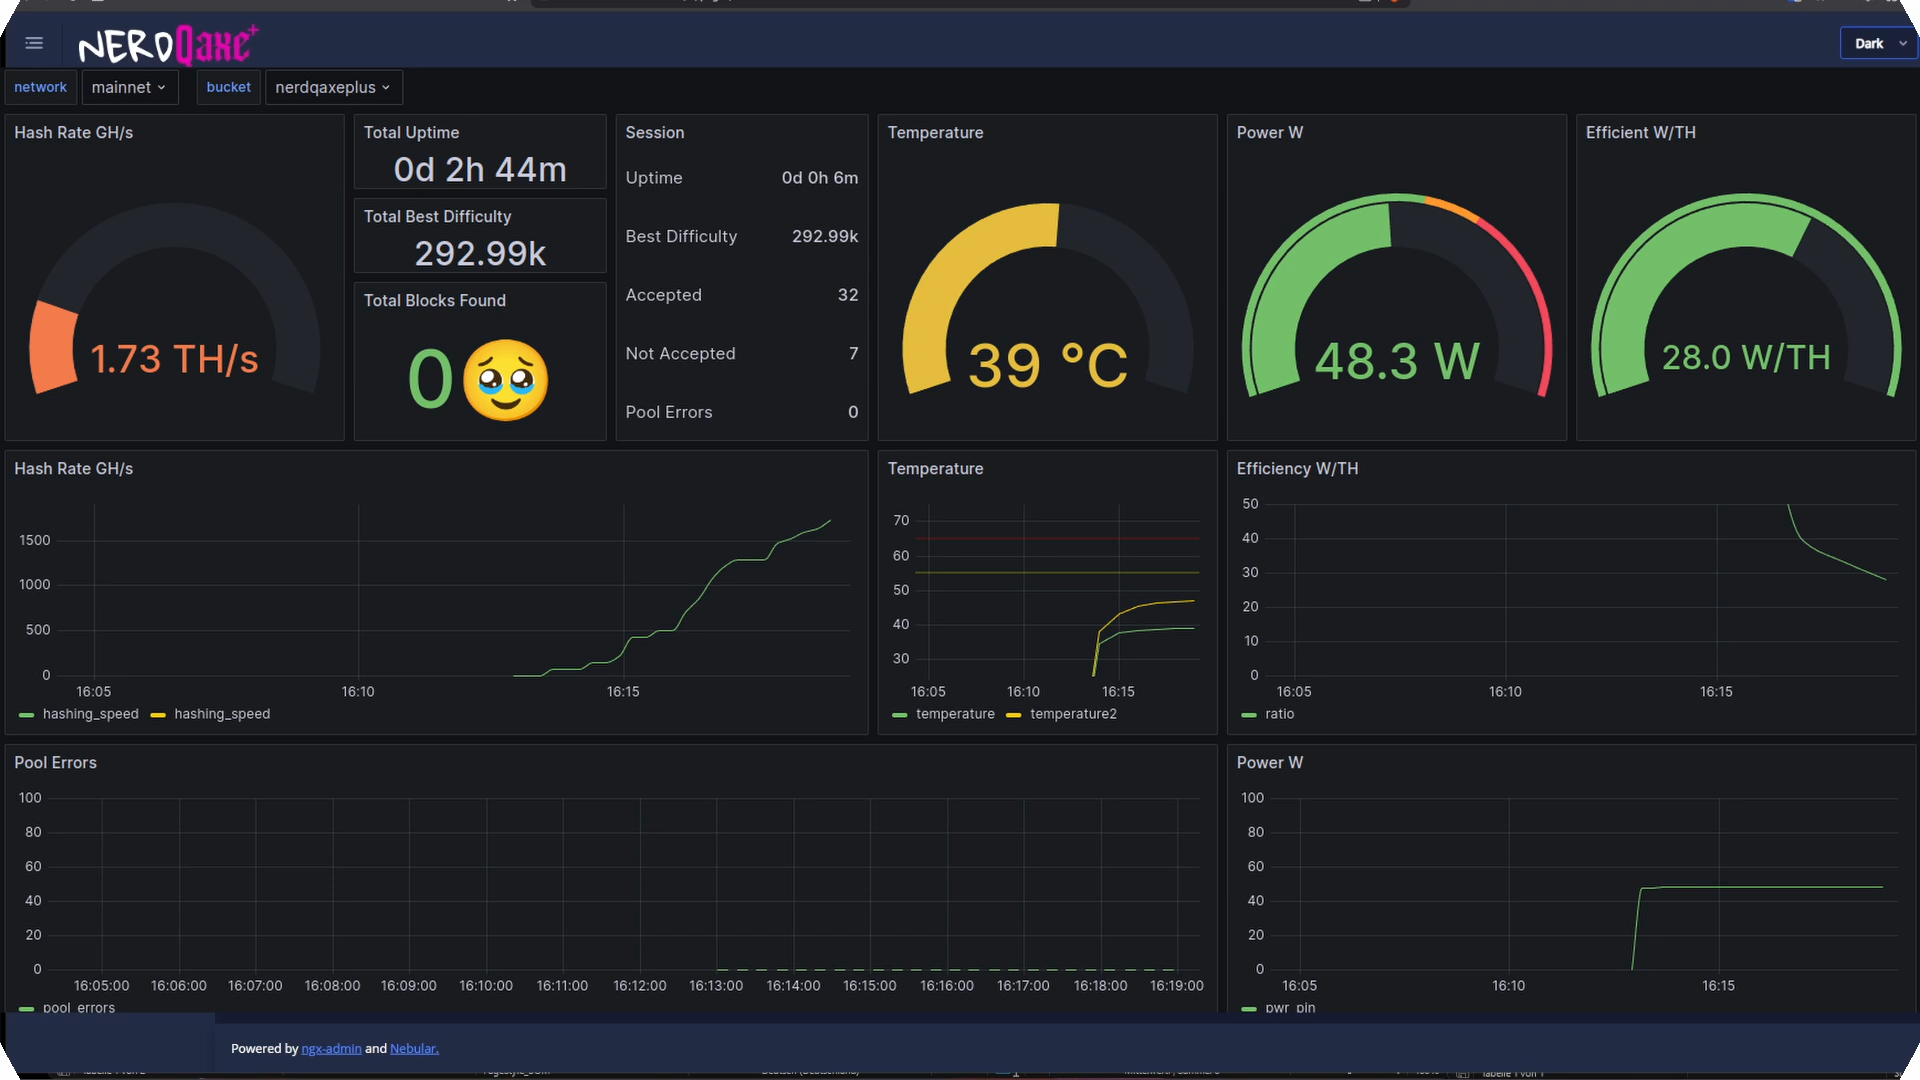 NERDQaxe+
Dark
network mainnet bucket nerdqaxeplus
Hash Rate GH/s
1.73 TH/s
Total Uptime
0d 2h 44m
Total Best Difficulty
292.99k
Total Blocks Found
0🥹
Session
Uptime 0d 0h 6m
Best Difficulty 292.99k
Accepted 32
Not Accepted 7
Pool Errors 0
Temperature
39 °C
Power W
48.3 W
Efficient W/TH
28.0 W/TH
Hash Rate GH/s
1500
1000
500
0
16:05 16:10 16:15
hashing_speed hashing_speed
Temperature
70
60
50
40
30
16:05 16:10 16:15
temperature temperature2
Efficiency W/TH
50
40
30
20
10
0
16:05 16:10 16:15
ratio
Pool Errors
100
80
60
40
20
0
16:05:00 16:06:00 16:07:00 16:08:00 16:09:00 16:10:00 16:11:00 16:12:00 16:13:00 16:14:00 16:15:00 16:16:00 16:17:00 16:18:00 16:19:00
pool_errors
Power W
100
80
60
40
20
0
16:05 16:10 16:15
pwr_pin
Powered by ngx-admin and Nebular.